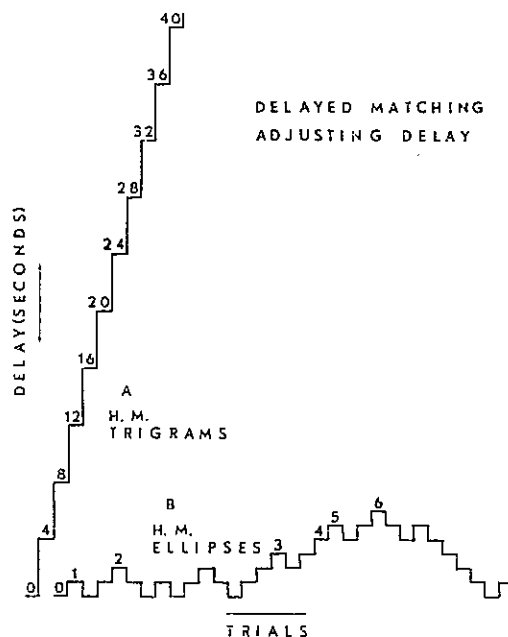 40
36
DELAYED MATCHING
ADJUSTING DELAY
32
28
24
DELAY(SECONDS)
20
16
A
H. M.
TRIGRAMS
12
8
B
H. M.
ELLIPSES
4
0
0
1
2
3
4
5
6
TRIALS